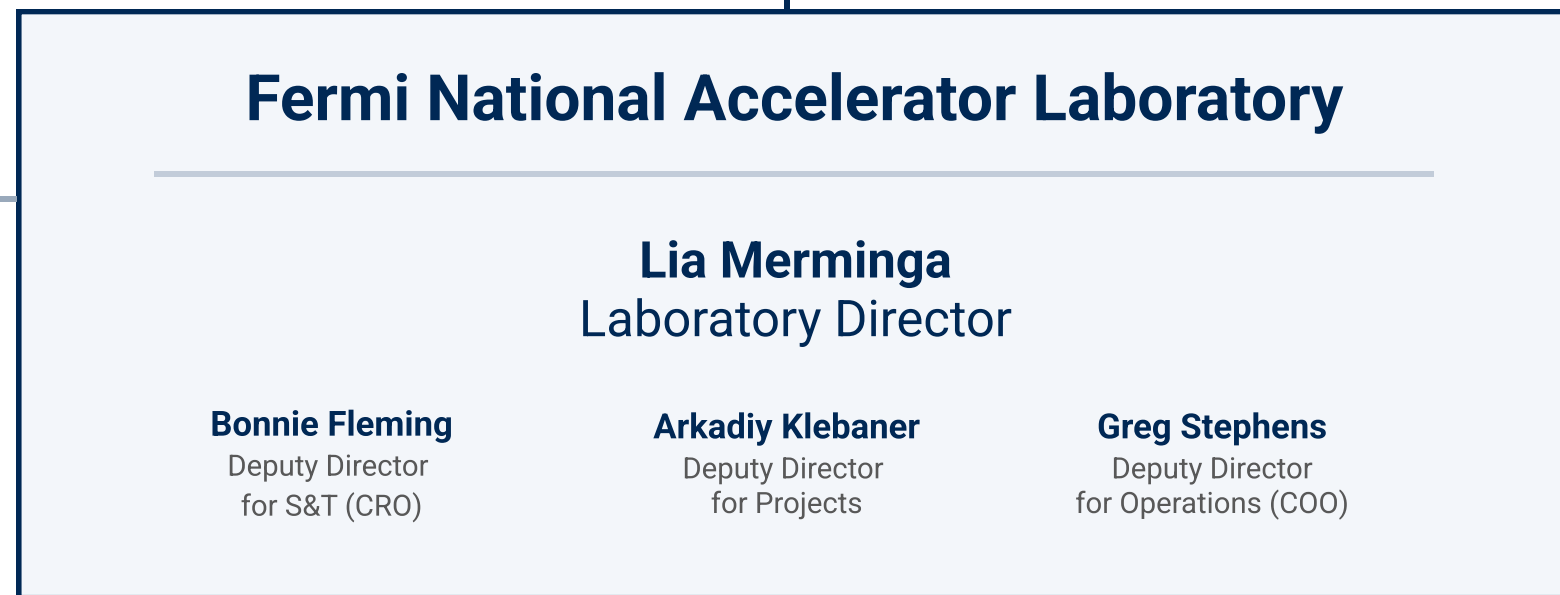 Fermi National Accelerator Laboratory
Lia Merminga
Laboratory Director
Bonnie Fleming
Deputy Director
for S&T (CRO)
Arkadiy Klebaner
Deputy Director
for Projects
Greg Stephens
Deputy Director
for Operations (COO)